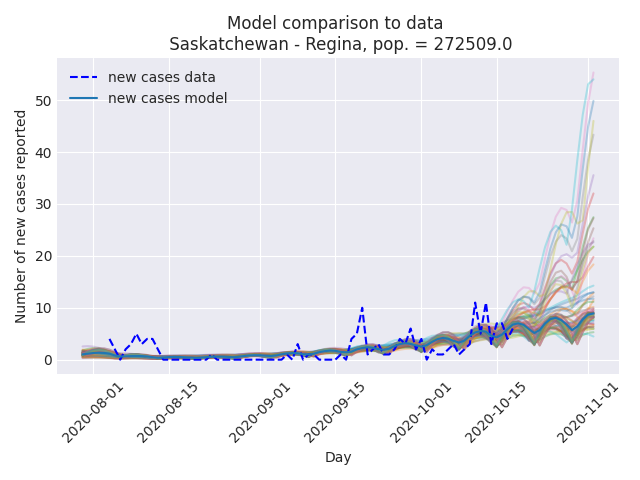 Model comparison to data
Saskatchewan - Regina, pop. = 272509.0
new cases data
new cases model
Number of new cases reported
50
40
30
20
10
0
2020-08-01
2020-08-15
2020-09-01
2020-09-15
2020-10-01
2020-10-15
2020-11-01
Day